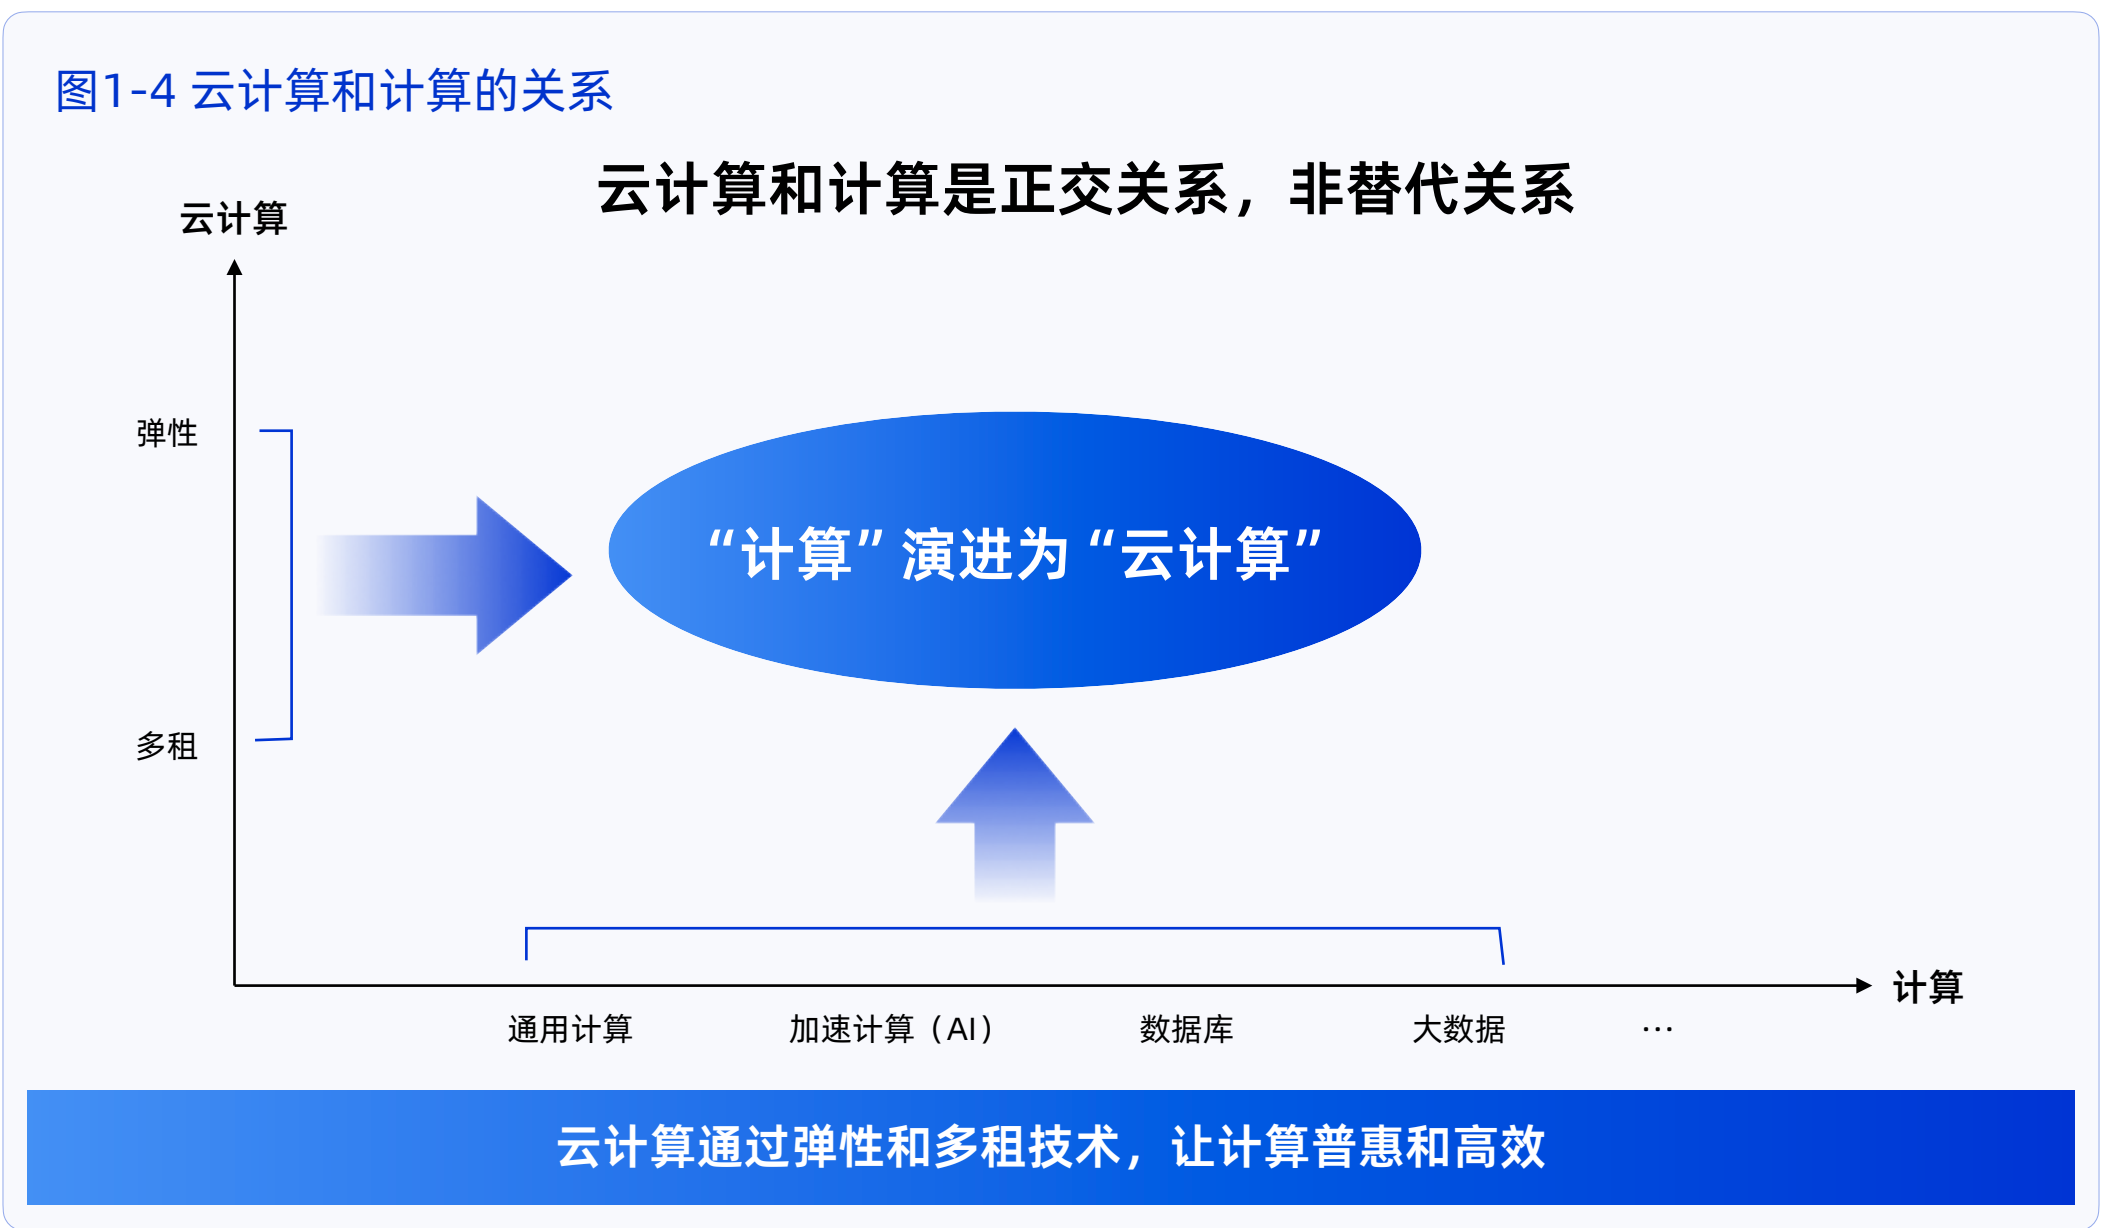 图1-4 云计算和计算的关系
云计算和计算是正交关系，非替代关系
云计算
弹性
“计算”演进为“云计算”
多租
计算
通用计算 加速计算（AI） 数据库 大数据 …
云计算通过弹性和多租技术，让计算普惠和高效